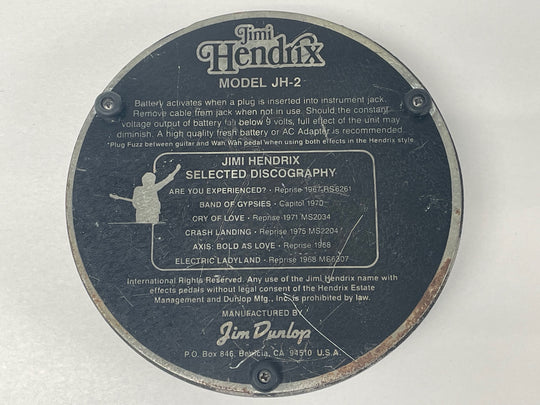 Jimi
Hendrix
MODEL JH-2
Battery activates when a plug is inserted into instrument jack.
Remove cable from jack when not in use. Should the constant
voltage output of battery fall below 9 volts, full effect of the unit may
diminish. A high quality fresh battery or AC Adapter is recommended.
*Plug Fuzz between guitar and Wah Wah pedal when using both effects in the Hendrix style.
JIMI HENDRIX
SELECTED DISCOGRAPHY
ARE YOU EXPERIENCED? • Reprise 1967 RS6261
BAND OF GYPSIES • Capitol 1970
CRY OF LOVE • Reprise 1971 MS2034
CRASH LANDING • Reprise 1975 MS2204
AXIS: BOLD AS LOVE • Reprise 1968
ELECTRIC LADYLAND • Reprise 1968 ME6307
International Rights Reserved. Any use of the Jimi Hendrix name with
effects pedals without legal consent of the Hendrix Estate
Management and Dunlop Mfg., Inc. is prohibited by law.
MANUFACTURED BY
Jim Dunlop
P.O. Box 846, Benicia, CA 94510 U.S.A.